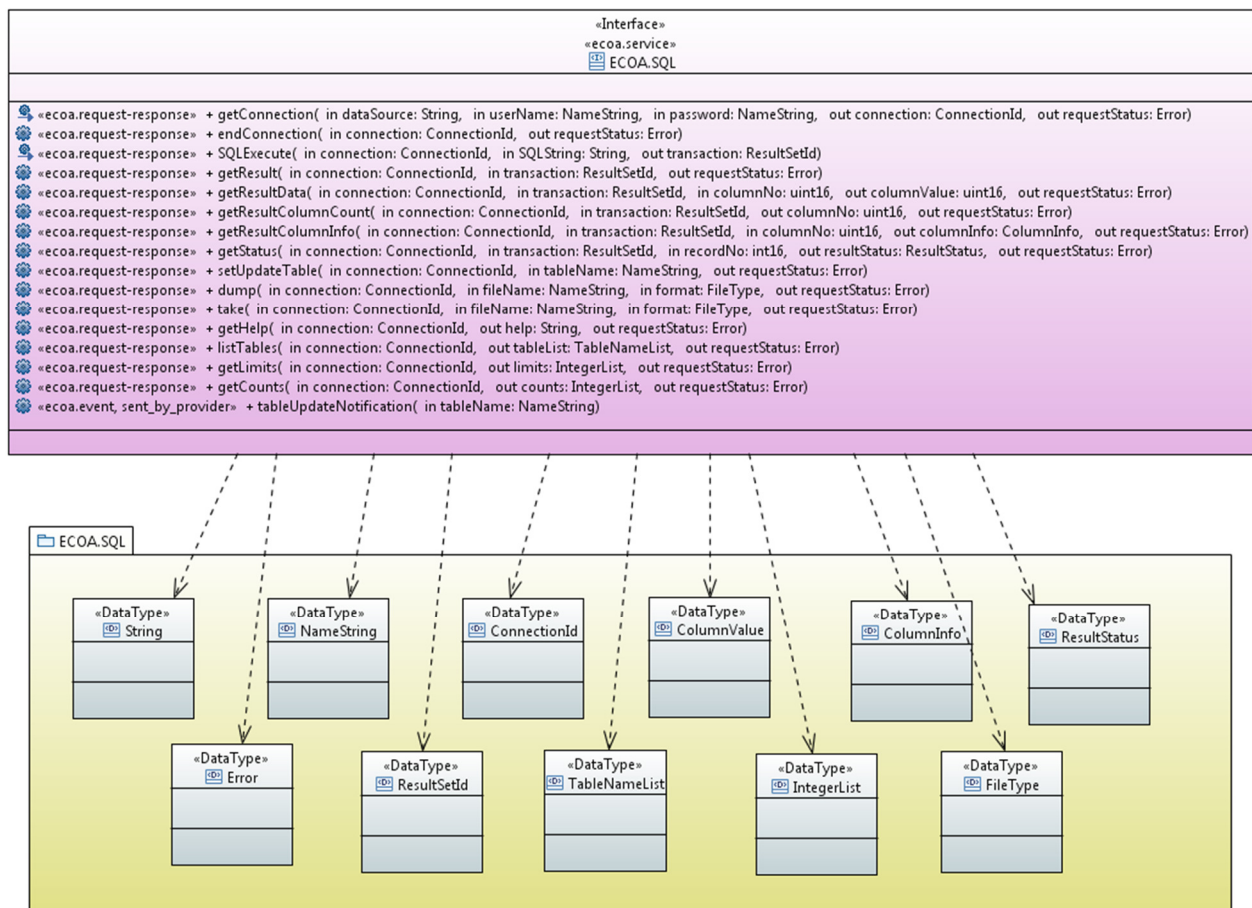 «Interface»
«ecoa.service»
ECOA.SQL
«ecoa.request-response» + getConnection( in dataSource: String, in userName: NameString, in password: NameString, out connection: ConnectionId, out requestStatus: Error)
«ecoa.request-response» + endConnection( in connection: ConnectionId, out requestStatus: Error)
«ecoa.request-response» + SQLExecute( in connection: ConnectionId, in SQLString: String, out transaction: ResultSetId)
«ecoa.request-response» + getResult( in connection: ConnectionId, in transaction: ResultSetId, out requestStatus: Error)
«ecoa.request-response» + getResultData( in connection: ConnectionId, in transaction: ResultSetId, in columnNo: uint16, out columnValue: uint16, out requestStatus: Error)
«ecoa.request-response» + getResultColumnCount( in connection: ConnectionId, in transaction: ResultSetId, out columnNo: uint16, out requestStatus: Error)
«ecoa.request-response» + getResultColumnInfo( in connection: ConnectionId, in transaction: ResultSetId, in columnNo: uint16, out columnInfo: ColumnInfo, out requestStatus: Error)
«ecoa.request-response» + getStatus( in connection: ConnectionId, in transaction: ResultSetId, in recordNo: int16, out resultStatus: ResultStatus, out requestStatus: Error)
«ecoa.request-response» + setUpdateTable( in connection: ConnectionId, in tableName: NameString, out requestStatus: Error)
«ecoa.request-response» + dump( in connection: ConnectionId, in fileName: NameString, in format: FileType, out requestStatus: Error)
«ecoa.request-response» + take( in connection: ConnectionId, in fileName: NameString, in format: FileType, out requestStatus: Error)
«ecoa.request-response» + getHelp( in connection: ConnectionId, out help: String, out requestStatus: Error)
«ecoa.request-response» + listTables( in connection: ConnectionId, out tableList: TableNameList, out requestStatus: Error)
«ecoa.request-response» + getLimits( in connection: ConnectionId, out limits: IntegerList, out requestStatus: Error)
«ecoa.request-response» + getCounts( in connection: ConnectionId, out counts: IntegerList, out requestStatus: Error)
«ecoa.event, sent_by_provider» + tableUpdateNotification( in tableName: NameString)
ECOA.SQL
«DataType»
String
«DataType»
NameString
«DataType»
ConnectionId
«DataType»
ColumnValue
«DataType»
ColumnInfo
«DataType»
ResultStatus
«DataType»
Error
«DataType»
ResultSetId
«DataType»
TableNameList
«DataType»
IntegerList
«DataType»
FileType